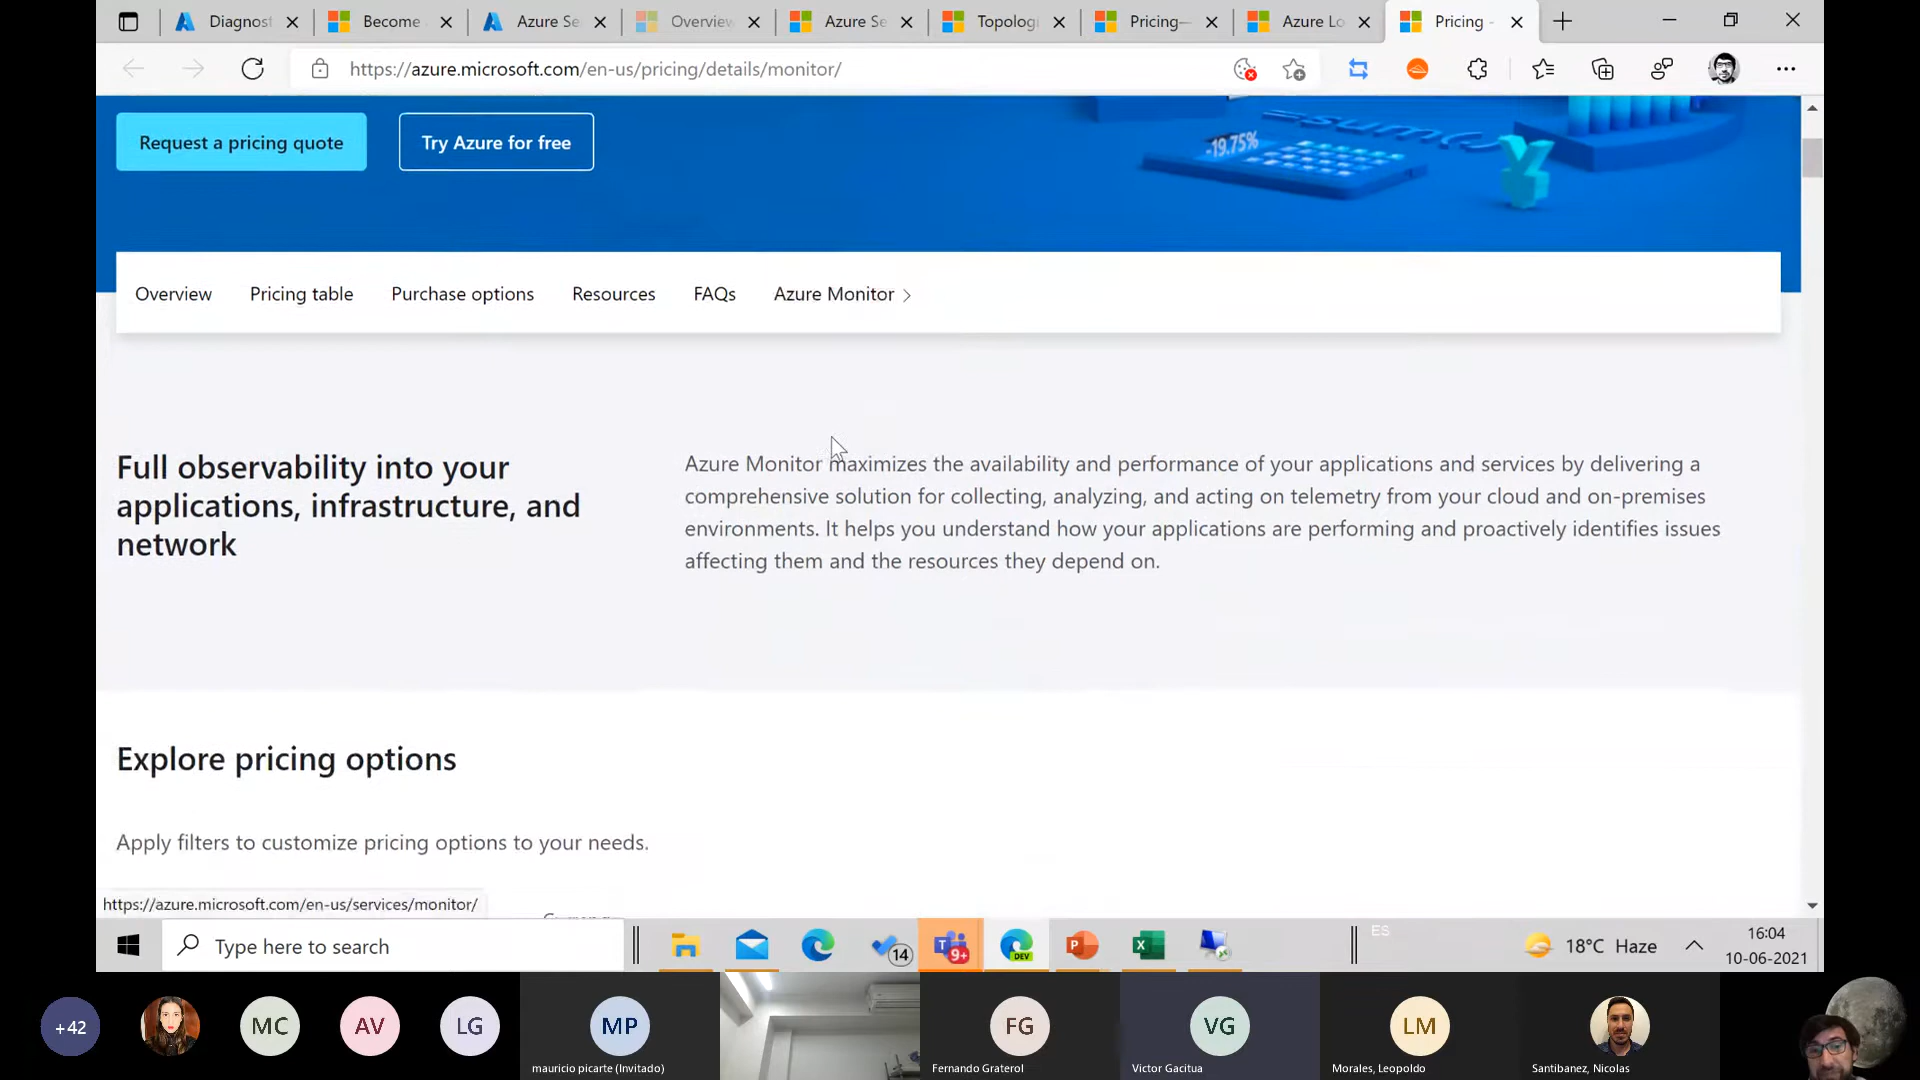 Diagnost
Become
Azure Se
Overview
Azure Se
Topologi
Pricing—
Azure Lo
Pricing -
https://azure.microsoft.com/en-us/pricing/details/monitor/
Request a pricing quote
Try Azure for free
-19.75%
Overview
Pricing table
Purchase options
Resources
FAQs
Azure Monitor
Full observability into your
applications, infrastructure, and
network
Azure Monitor maximizes the availability and performance of your applications and services by delivering a
comprehensive solution for collecting, analyzing, and acting on telemetry from your cloud and on-premises
environments. It helps you understand how your applications are performing and proactively identifies issues
affecting them and the resources they depend on.
Explore pricing options
Apply filters to customize pricing options to your needs.
https://azure.microsoft.com/en-us/services/monitor/
Type here to search
14
9+
DEV
ES
18°C Haze
16:04
10-06-2021
+42
MC
AV
LG
MP
mauricio picarte (Invitado)
FG
Fernando Graterol
VG
Victor Gacitua
LM
Morales, Leopoldo
Santibanez, Nicolas